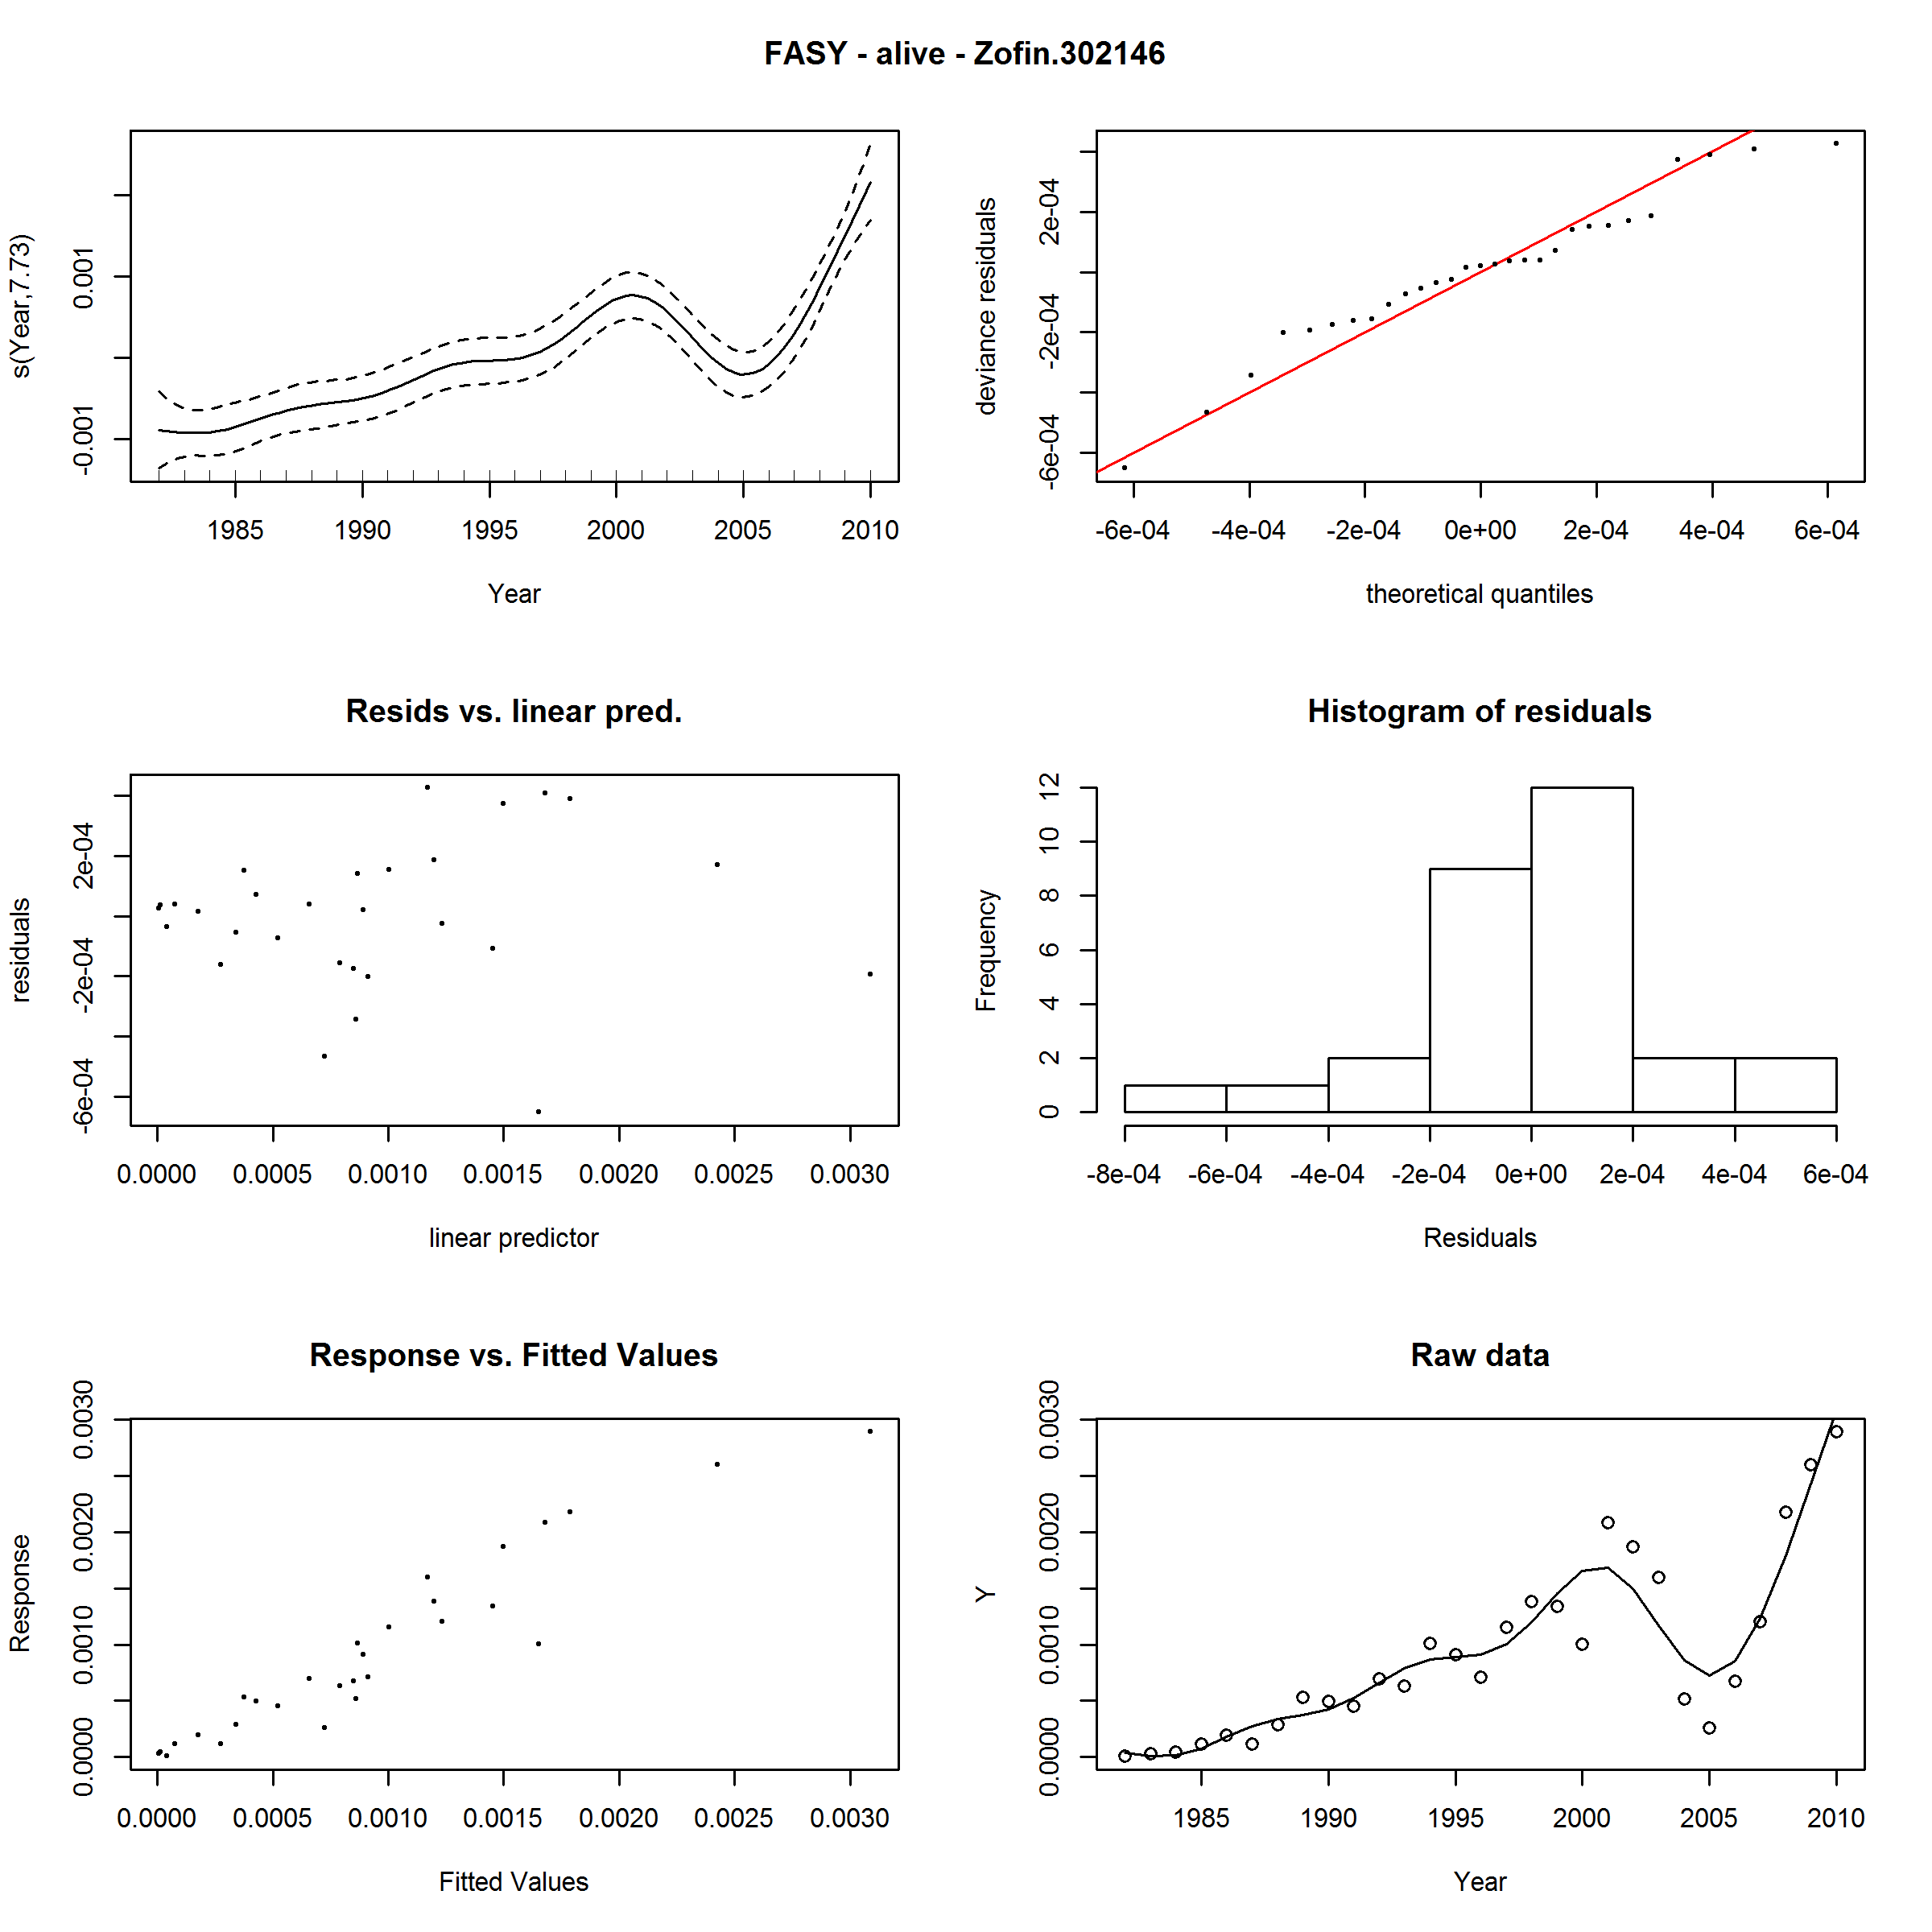 FASY - alive - Zofin.302146
s(Year,7.73)
0.001
-0.001
1985 1990 1995 2000 2005 2010
Year
deviance residuals
2e-04
-2e-04
-6e-04
-6e-04 -4e-04 -2e-04 0e+00 2e-04 4e-04 6e-04
theoretical quantiles
Resids vs. linear pred.
residuals
2e-04
-2e-04
-6e-04
0.0000 0.0005 0.0010 0.0015 0.0020 0.0025 0.0030
linear predictor
Histogram of residuals
Frequency
12
10
8
6
4
2
0
-8e-04 -6e-04 -4e-04 -2e-04 0e+00 2e-04 4e-04 6e-04
Residuals
Response vs. Fitted Values
Response
0.0030
0.0020
0.0010
0.0000
0.0000 0.0005 0.0010 0.0015 0.0020 0.0025 0.0030
Fitted Values
Raw data
Y
0.0030
0.0020
0.0010
0.0000
1985 1990 1995 2000 2005 2010
Year